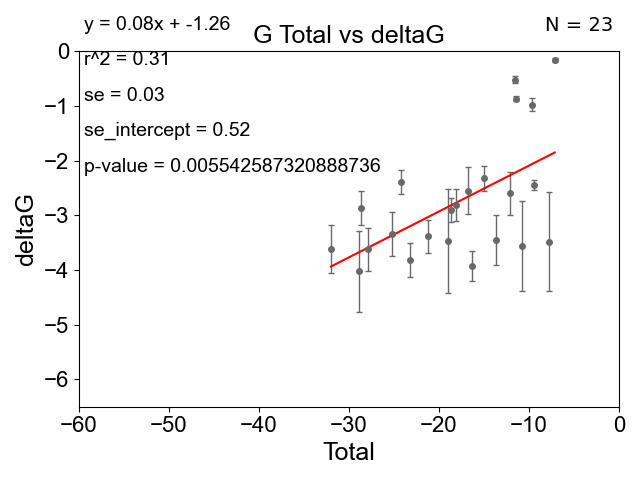 y = 0.08x + -1.26
N = 23
G Total vs deltaG
r^2 = 0.31
se = 0.03
se_intercept = 0.52
p-value = 0.005542587320888736
deltaG
0
−1
−2
−3
−4
−5
−6
−60 −50 −40 −30 −20 −10 0
Total